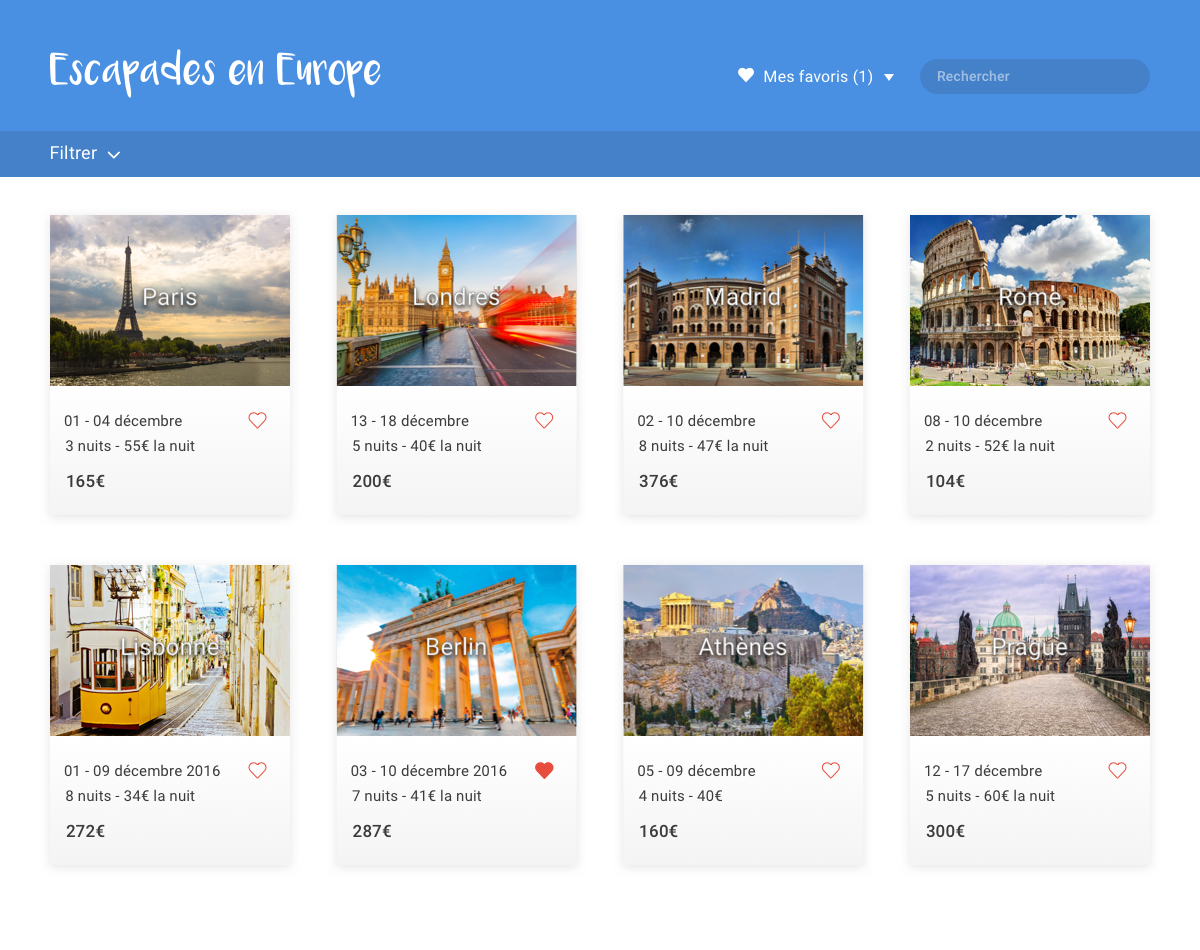 Escapades en Europe
Mes favoris (1)
Rechercher
Filtrer
Paris
Londres
Madrid
Rome
01 - 04 décembre
3 nuits - 55€ la nuit
165€
13 - 18 décembre
5 nuits - 40€ la nuit
200€
02 - 10 décembre
8 nuits - 47€ la nuit
376€
08 - 10 décembre
2 nuits - 52€ la nuit
104€
Lisbonne
Berlin
Athènes
Prague
01 - 09 décembre 2016
8 nuits - 34€ la nuit
272€
03 - 10 décembre 2016
7 nuits - 41€ la nuit
287€
05 - 09 décembre
4 nuits - 40€
160€
12 - 17 décembre
5 nuits - 60€ la nuit
300€